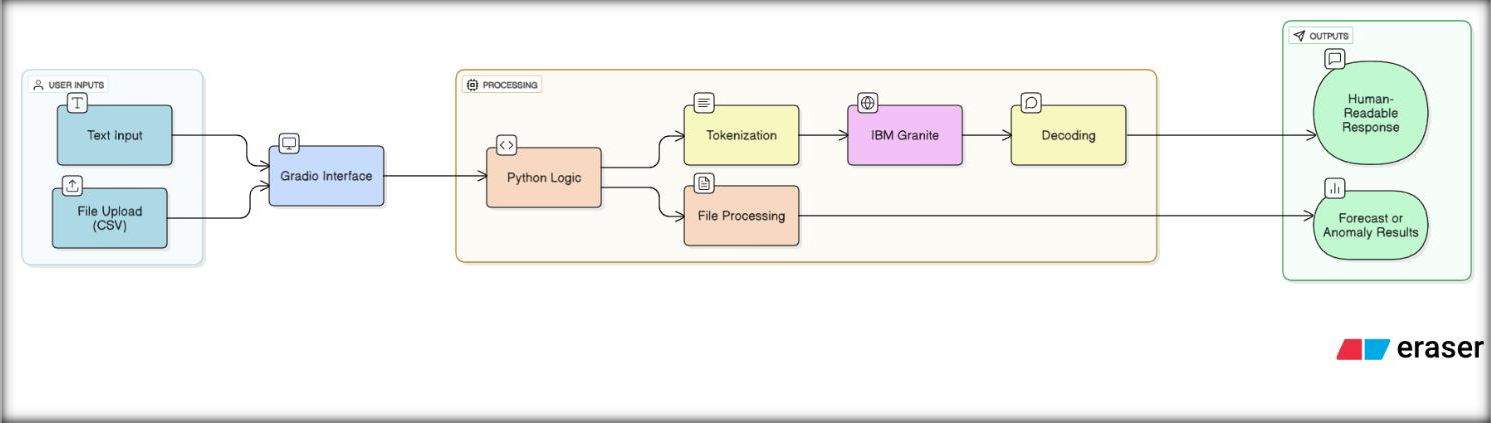 USER INPUTS
Text Input
File Upload
(CSV)
Gradio Interface
PROCESSING
Python Logic
Tokenization
IBM Granite
Decoding
File Processing
OUTPUTS
Human-
Readable
Response
Forecast or
Anomaly Results
eraser